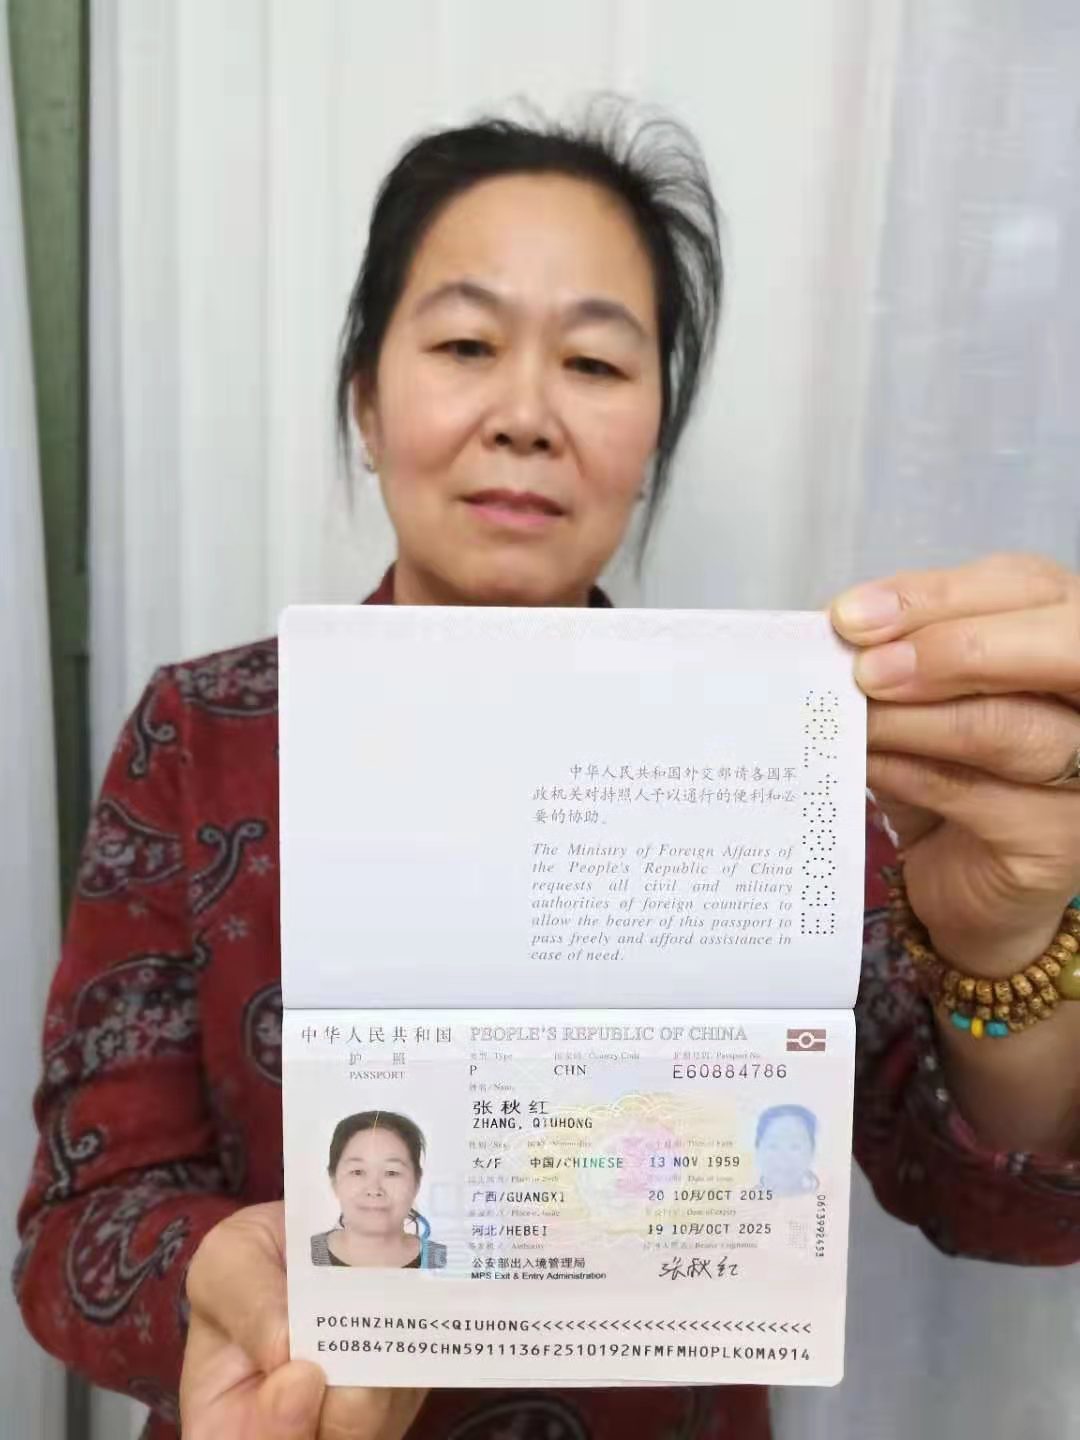 中华人民共和国外交部请各国军
政机关对持照人予以通行的便利和必
要的协助。
The Ministry of Foreign Affairs of
the People's Republic of China
requests all civil and military
authorities of foreign countries to
allow the bearer of this passport to
pass freely and afford assistance in
case of need.
E60884786
中华人民共和国 PEOPLE'S REPUBLIC OF CHINA
护 照
PASSPORT
类型/Type 国家码/Country Code 护照号码/Passport No
P CHN E60884786
姓名/Name
张秋红
ZHANG, QIUHONG
性别/Sex 国籍/Nationality 出生日期/Date of birth
女/F 中国/CHINESE 13 NOV 1959
出生地点/Place of birth 签发日期/Date of issue
广西/GUANGXI 20 10月/OCT 2015
签发地点/Place of issue 有效期至/Date of expiry
河北/HEBEI 19 10月/OCT 2025
签发机关/Authority 持照人签名/Bearer's signature
公安部出入境管理局
MPS Exit & Entry Administration
张秋红
POCHNZHANG<<QIUHONG<<<<<<<<<<<<<<<<<<<<<<<<<
E608847869CHN5911136F2510192NFMFMHOPLKOMA914